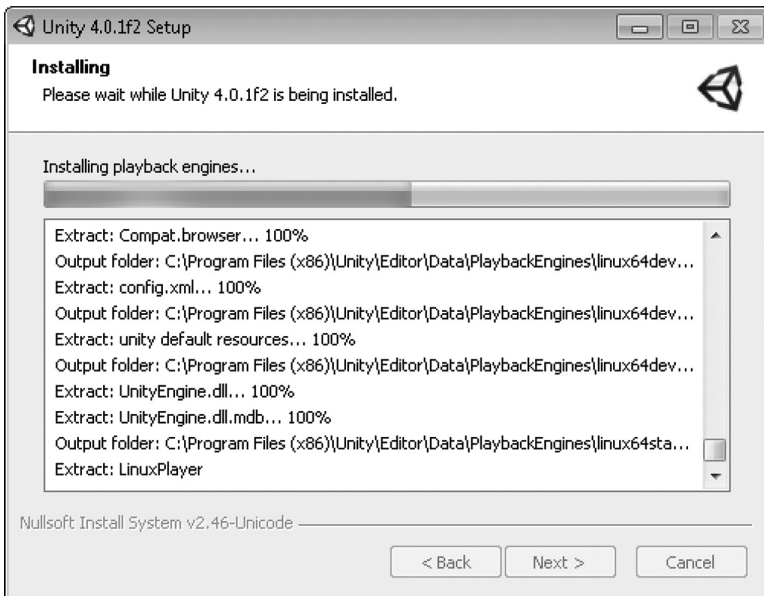 Unity 4.0.1f2 Setup
Installing
Please wait while Unity 4.0.1f2 is being installed.
Installing playback engines...
Extract: Compat.browser... 100%
Output folder: C:\Program Files (x86)\Unity\Editor\Data\PlaybackEngines\linux64dev...
Extract: config.xml... 100%
Output folder: C:\Program Files (x86)\Unity\Editor\Data\PlaybackEngines\linux64dev...
Extract: unity default resources... 100%
Output folder: C:\Program Files (x86)\Unity\Editor\Data\PlaybackEngines\linux64dev...
Extract: UnityEngine.dll... 100%
Extract: UnityEngine.dll.mdb... 100%
Output folder: C:\Program Files (x86)\Unity\Editor\Data\PlaybackEngines\linux64sta...
Extract: LinuxPlayer
Nullsoft Install System v2.46-Unicode
< Back Next > Cancel